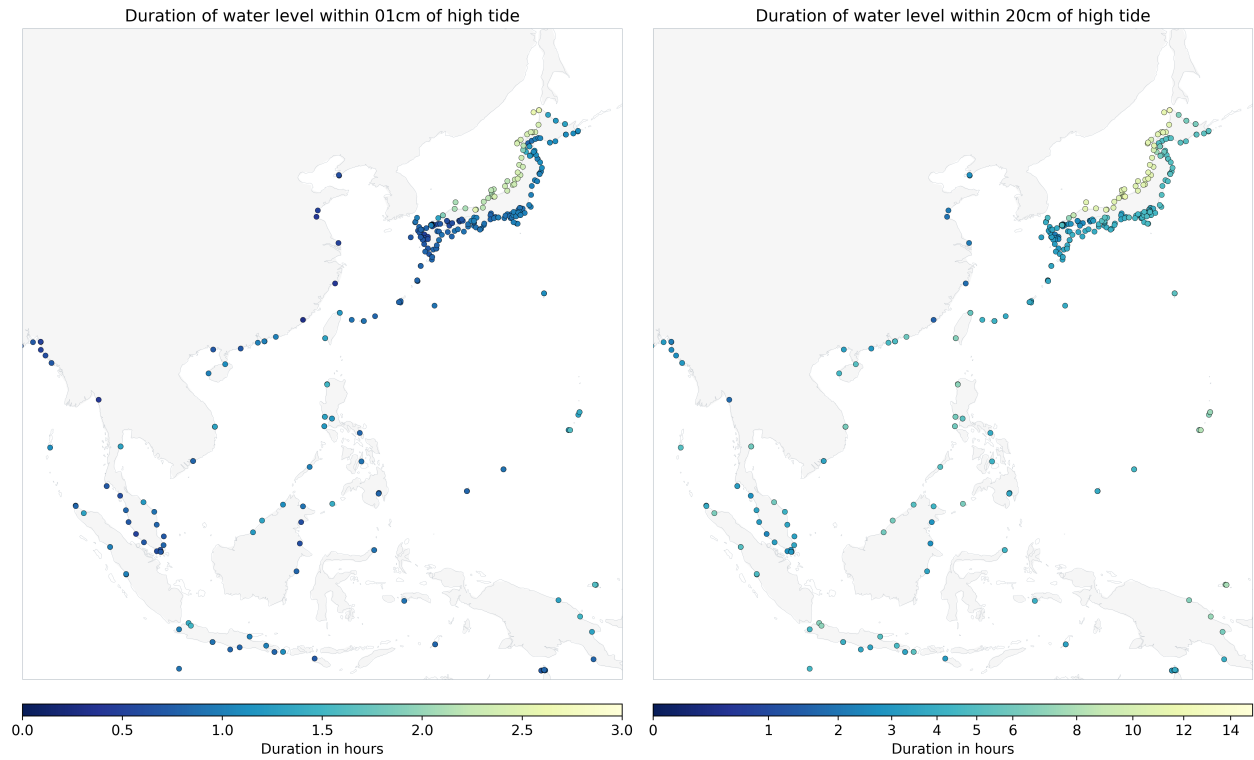 Duration of water level within 01cm of high tide
Duration of water level within 20cm of high tide
0.0 0.5 1.0 1.5 2.0 2.5 3.0
Duration in hours
0 1 2 3 4 5 6 8 10 12 14
Duration in hours